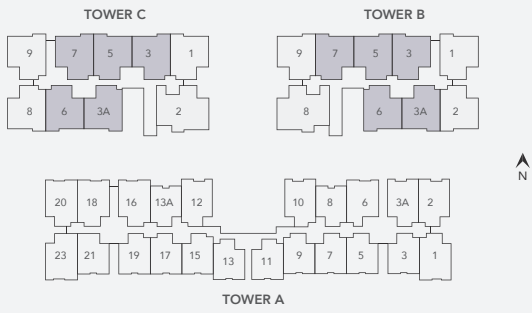 TOWER C
TOWER B
9 7 5 3 1
9 7 5 3 1
8 6 3A 2
8 6 3A 2
N
20 18 16 13A 12 10 8 6 3A 2
23 21 19 17 15 13 11 9 7 5 3 1
TOWER A